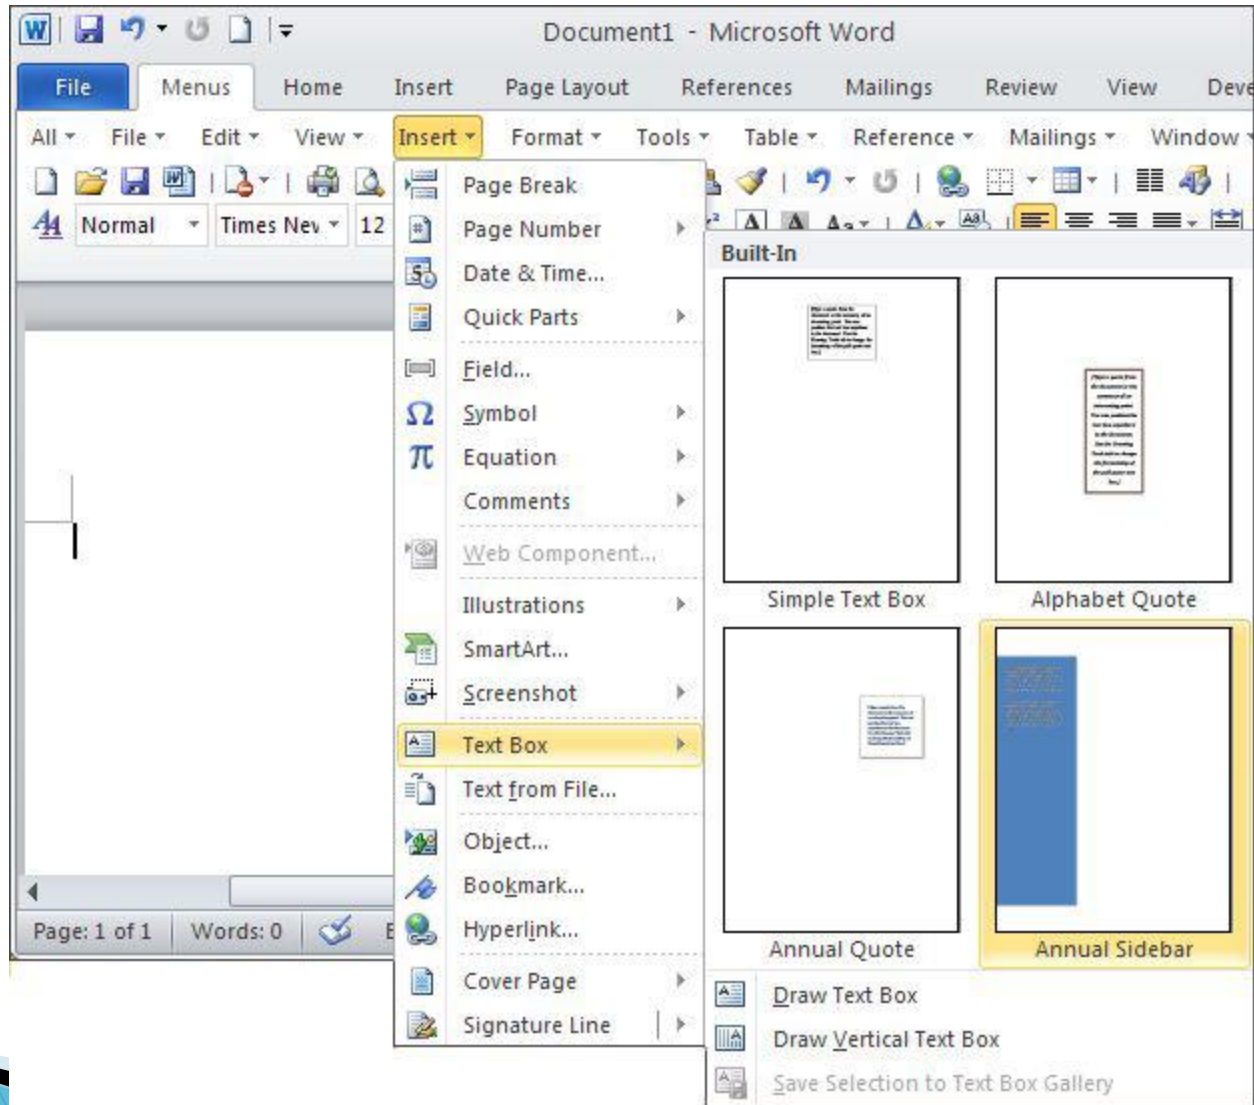 Document1 - Microsoft Word
File Menus Home Insert Page Layout References Mailings Review View Deve
All File Edit View Insert Format Tools Table Reference Mailings Window
Normal Times Nev 12
Page Break
Page Number
Date & Time...
Quick Parts
Field...
Symbol
Equation
Comments
Web Component...
Illustrations
SmartArt...
Screenshot
Text Box
Text from File...
Object...
Bookmark...
Hyperlink...
Cover Page
Signature Line
Built-In
Simple Text Box
Alphabet Quote
Annual Quote
Annual Sidebar
Draw Text Box
Draw Vertical Text Box
Save Selection to Text Box Gallery
Page: 1 of 1 Words: 0